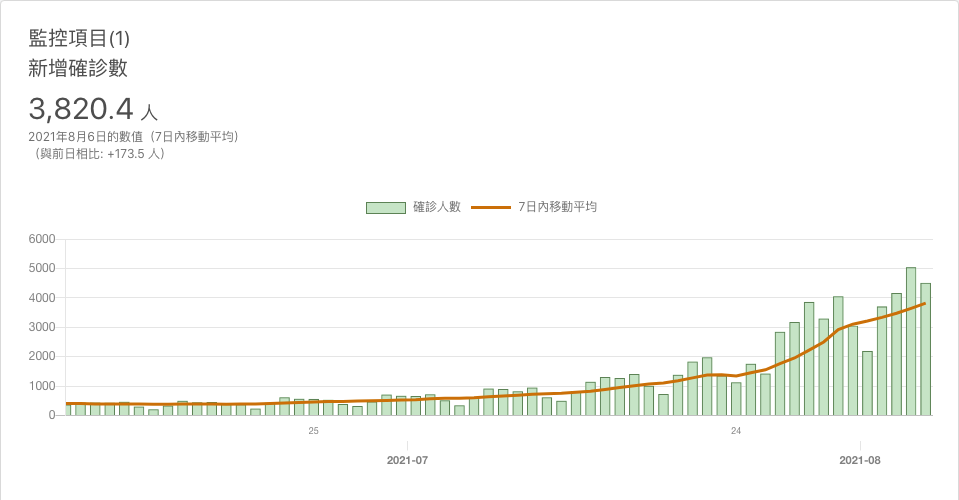 監控項目(1)
新增確診數
3,820.4 人
2021年8月6日的數值（7日內移動平均）
（與前日相比: +173.5 人）
確診人數 7日內移動平均
6000
5000
4000
3000
2000
1000
0
25 24
2021-07 2021-08